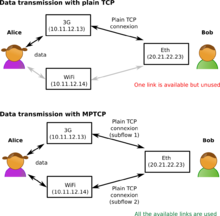 Data transmission with plain TCP
Alice
3G
(10.11.12.13)
Plain TCP
connexion
Bob
data
Eth
(20.21.22.23)
WiFi
(10.11.12.14)
One link is available but unused
Data transmission with MPTCP
Alice
3G
(10.11.12.13)
Plain TCP
connexion
(subflow 1)
Bob
data
Eth
(20.21.22.23)
WiFi
(10.11.12.14)
Plain TCP
connexion
(subflow 2)
All the available links are used